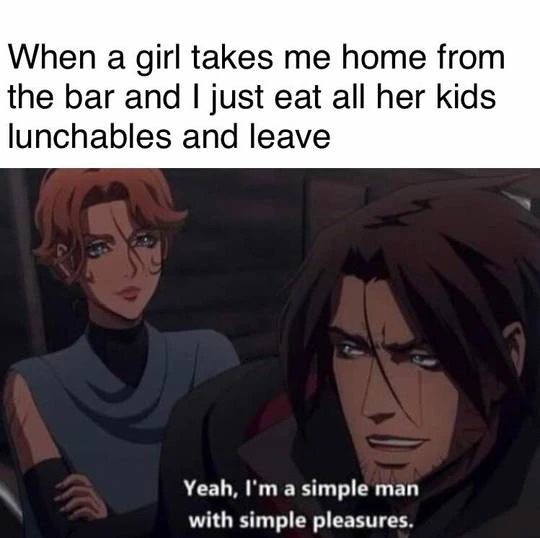 When a girl takes me home from
the bar and I just eat all her kids
lunchables and leave
Yeah, I'm a simple man
with simple pleasures.